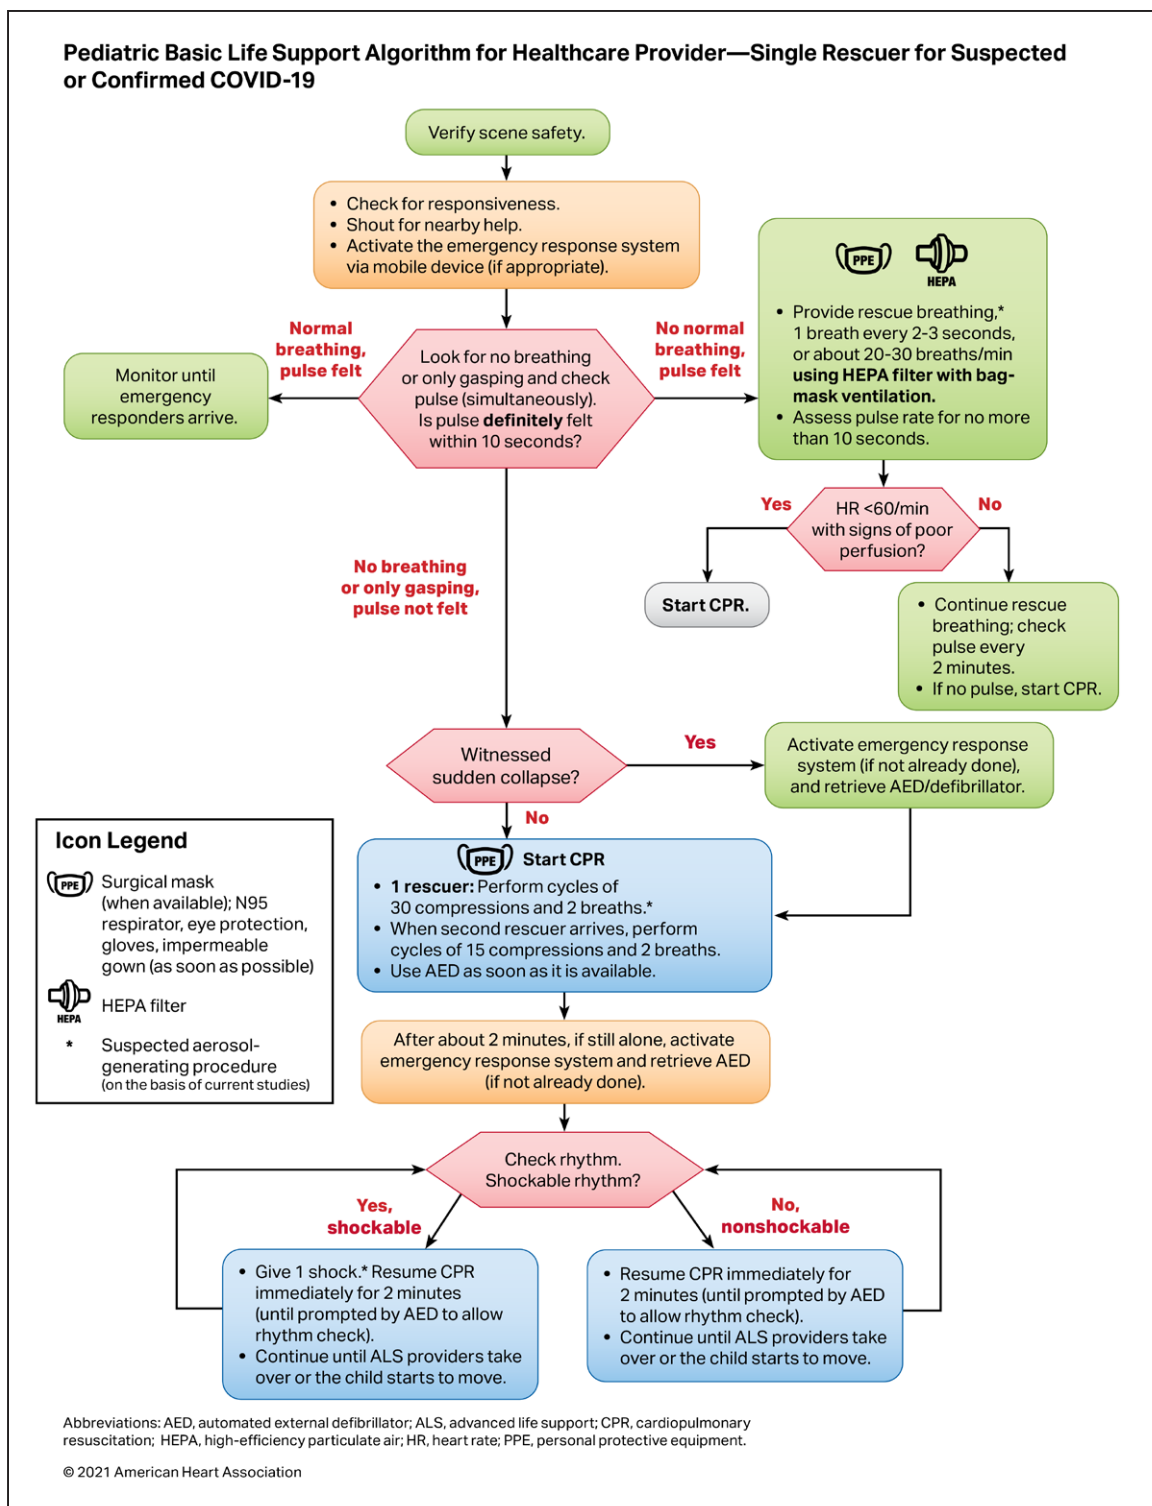 Pediatric Basic Life Support Algorithm for Healthcare Provider—Single Rescuer for Suspected
or Confirmed COVID-19
Verify scene safety.
• Check for responsiveness.
• Shout for nearby help.
• Activate the emergency response system
via mobile device (if appropriate).
Normal
breathing,
pulse felt
Look for no breathing
or only gasping and check
pulse (simultaneously).
Is pulse definitely felt
within 10 seconds?
No normal
breathing,
pulse felt
Monitor until
emergency
responders arrive.
PPE
HEPA
• Provide rescue breathing,*
1 breath every 2-3 seconds,
or about 20-30 breaths/min
using HEPA filter with bag-
mask ventilation.
• Assess pulse rate for no more
than 10 seconds.
Yes
HR <60/min
with signs of poor
perfusion?
No
Start CPR.
• Continue rescue
breathing; check
pulse every
2 minutes.
• If no pulse, start CPR.
No breathing
or only gasping,
pulse not felt
Witnessed
sudden collapse?
Yes
Activate emergency response
system (if not already done),
and retrieve AED/defibrillator.
No
PPE Start CPR
• 1 rescuer: Perform cycles of
30 compressions and 2 breaths.*
• When second rescuer arrives, perform
cycles of 15 compressions and 2 breaths.
• Use AED as soon as it is available.
Icon Legend
PPE Surgical mask
(when available); N95
respirator, eye protection,
gloves, impermeable
gown (as soon as possible)
HEPA HEPA filter
* Suspected aerosol-
generating procedure
(on the basis of current studies)
After about 2 minutes, if still alone, activate
emergency response system and retrieve AED
(if not already done).
Check rhythm.
Shockable rhythm?
Yes,
shockable
No,
nonshockable
• Give 1 shock.* Resume CPR
immediately for 2 minutes
(until prompted by AED to allow
rhythm check).
• Continue until ALS providers take
over or the child starts to move.
• Resume CPR immediately for
2 minutes (until prompted by AED
to allow rhythm check).
• Continue until ALS providers take
over or the child starts to move.
Abbreviations: AED, automated external defibrillator; ALS, advanced life support; CPR, cardiopulmonary
resuscitation; HEPA, high-efficiency particulate air; HR, heart rate; PPE, personal protective equipment.
© 2021 American Heart Association